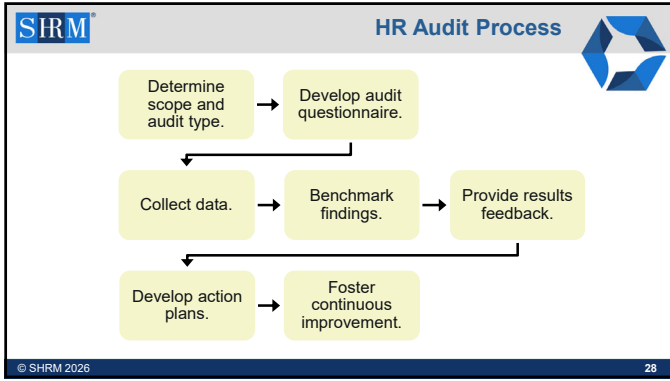 SHRM®
HR Audit Process
Determine
scope and
audit type.
Develop audit
questionnaire.
Collect data.
Benchmark
findings.
Provide results
feedback.
Develop action
plans.
Foster
continuous
improvement.
© SHRM 2026
28